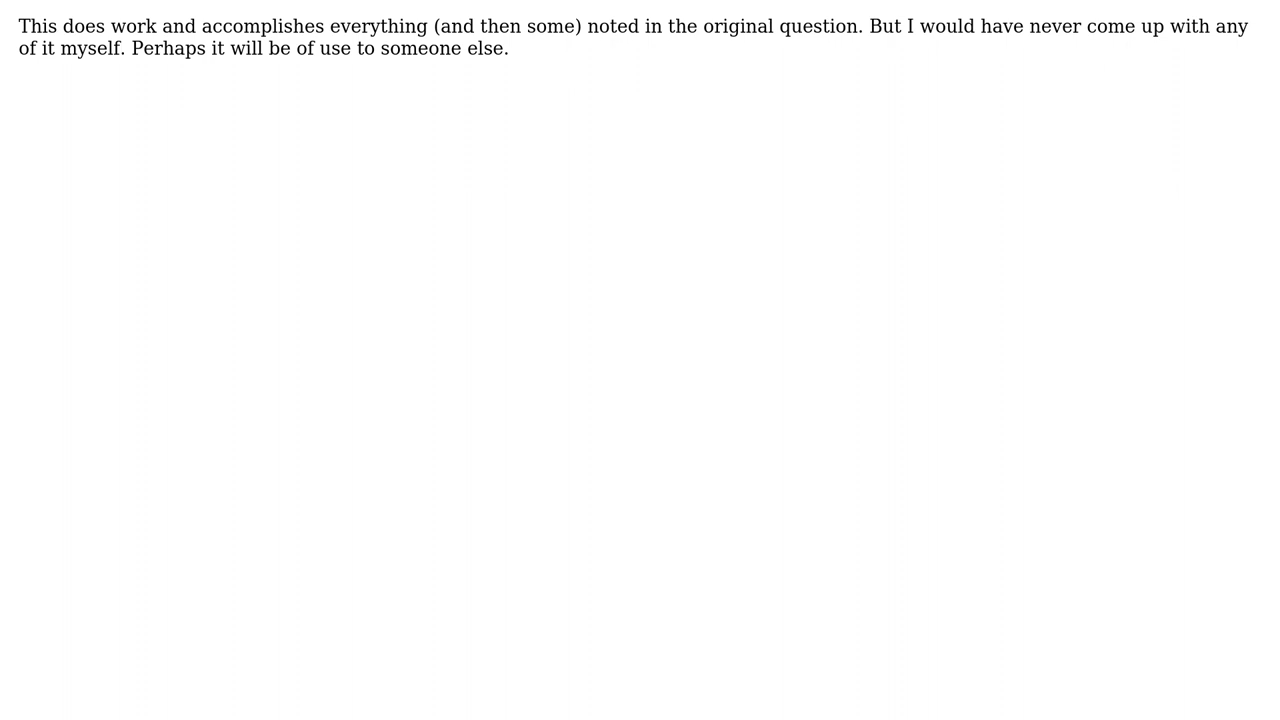 This does work and accomplishes everything (and then some) noted in the original question. But I would have never come up with any
of it myself. Perhaps it will be of use to someone else.